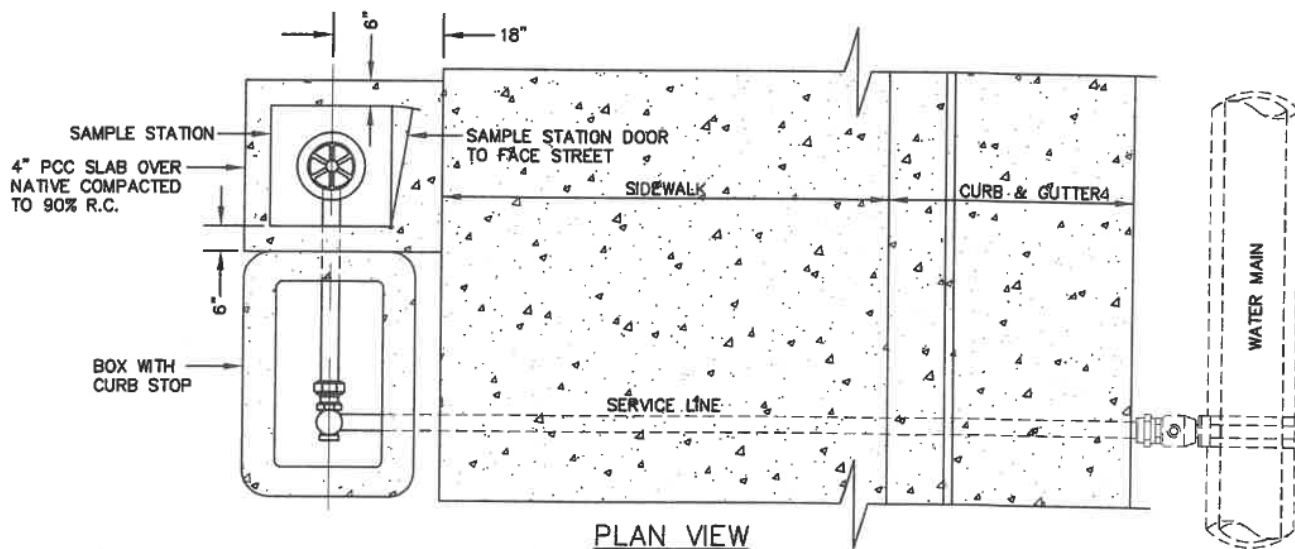 6"
18"
SAMPLE STATION
SAMPLE STATION DOOR
TO FACE STREET
4" PCC SLAB OVER
NATIVE COMPACTED
TO 90% R.C.
SIDEWALK
CURB & GUTTER
WATER MAIN
6"
BOX WITH
CURB STOP
SERVICE LINE
PLAN VIEW